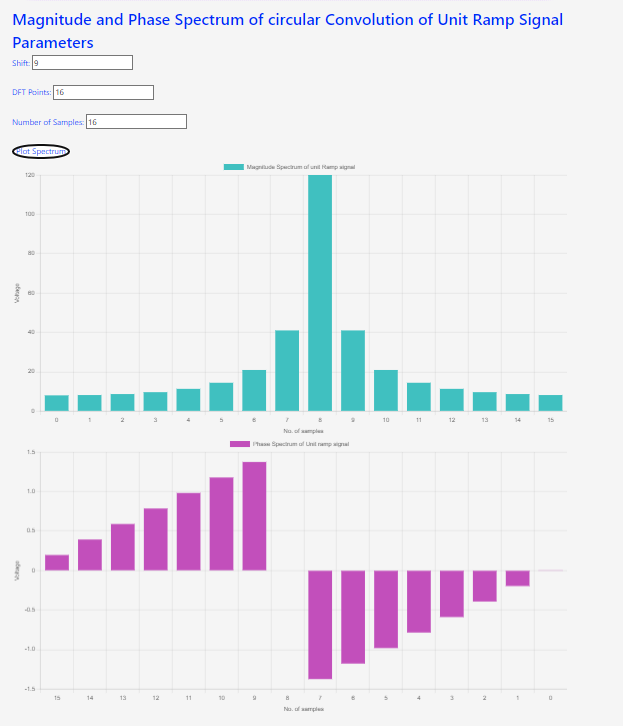 Magnitude and Phase Spectrum of circular Convolution of Unit Ramp Signal
Parameters
Shift: 9
DFT Points: 16
Number of Samples: 16
Plot Spectrum
Magnitude Spectrum of unit Ramp signal
120
100
80
60
40
20
0
Voltage
0 1 2 3 4 5 6 7 8 9 10 11 12 13 14 15
No. of samples
Phase Spectrum of Unit ramp signal
1.5
1.0
0.5
0
-0.5
-1.0
-1.5
Voltage
15 14 13 12 11 10 9 8 7 6 5 4 3 2 1 0
No. of samples